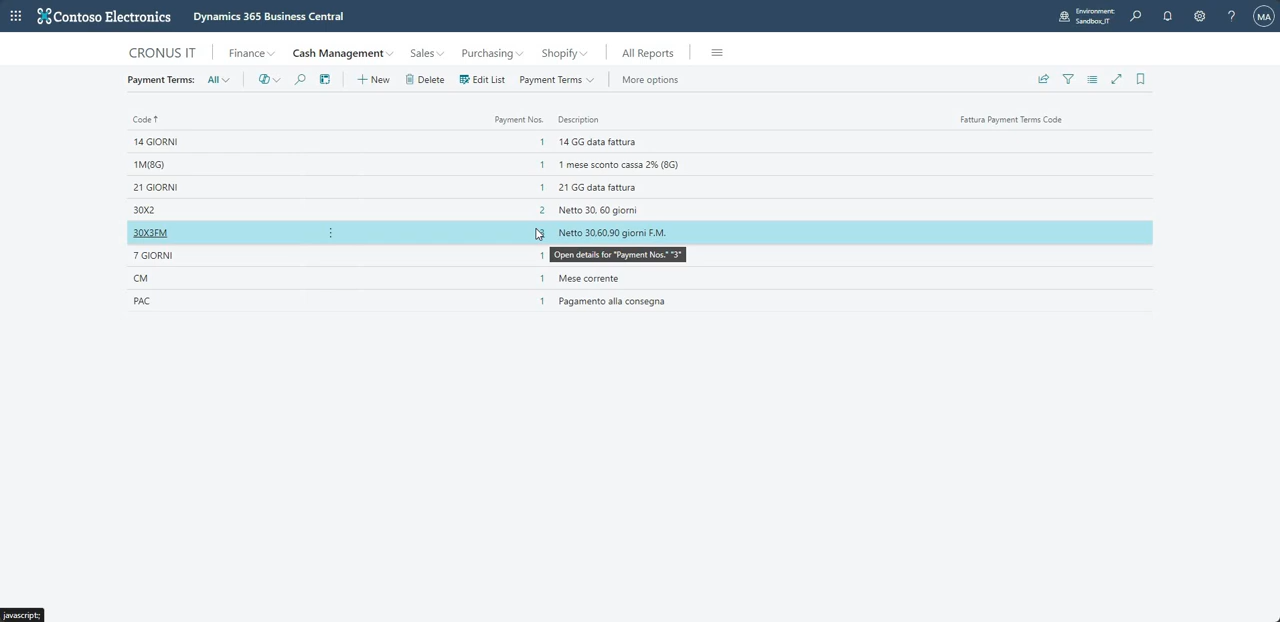 Contoso Electronics Dynamics 365 Business Central Environment: Sandbox_IT ? MA
CRONUS IT Finance Cash Management Sales Purchasing Shopify All Reports
Payment Terms: All New Delete Edit List Payment Terms More options
Code ↑ Payment Nos. Description Fattura Payment Terms Code
14 GIORNI 1 14 GG data fattura
1M(8G) 1 1 mese sconto cassa 2% (8G)
21 GIORNI 1 21 GG data fattura
30X2 2 Netto 30, 60 giorni
30X3FM 3 Netto 30,60,90 giorni F.M.
Open details for "Payment Nos." "3"
7 GIORNI 1
CM 1 Mese corrente
PAC 1 Pagamento alla consegna
javascript:;